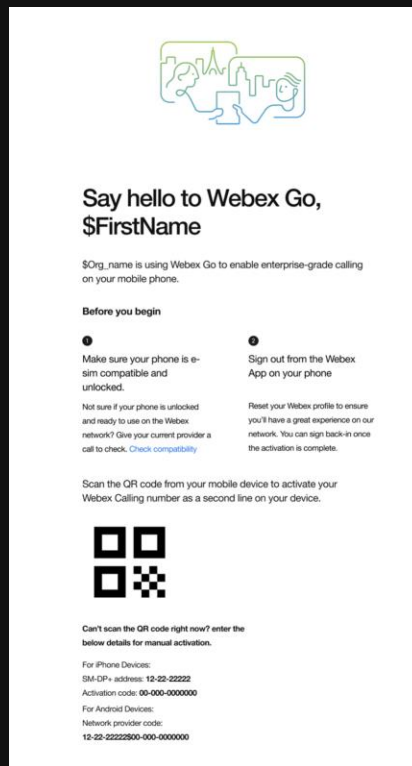 Say hello to Webex Go,
$FirstName
$Org_name is using Webex Go to enable enterprise-grade calling
on your mobile phone.
Before you begin
1
Make sure your phone is e-
sim compatible and
unlocked.
Not sure if your phone is unlocked
and ready to use on the Webex
network? Give your current provider a
call to check. Check compatibility
2
Sign out from the Webex
App on your phone
Reset your Webex profile to ensure
you'll have a great experience on our
network. You can sign back-in once
the activation is complete.
Scan the QR code from your mobile device to activate your
Webex Calling number as a second line on your device.
Can't scan the QR code right now? enter the
below details for manual activation.
For iPhone Devices:
SM-DP+ address: 12-22-22222
Activation code: 00-000-0000000
For Android Devices:
Network provider code:
12-22-22222$00-000-0000000